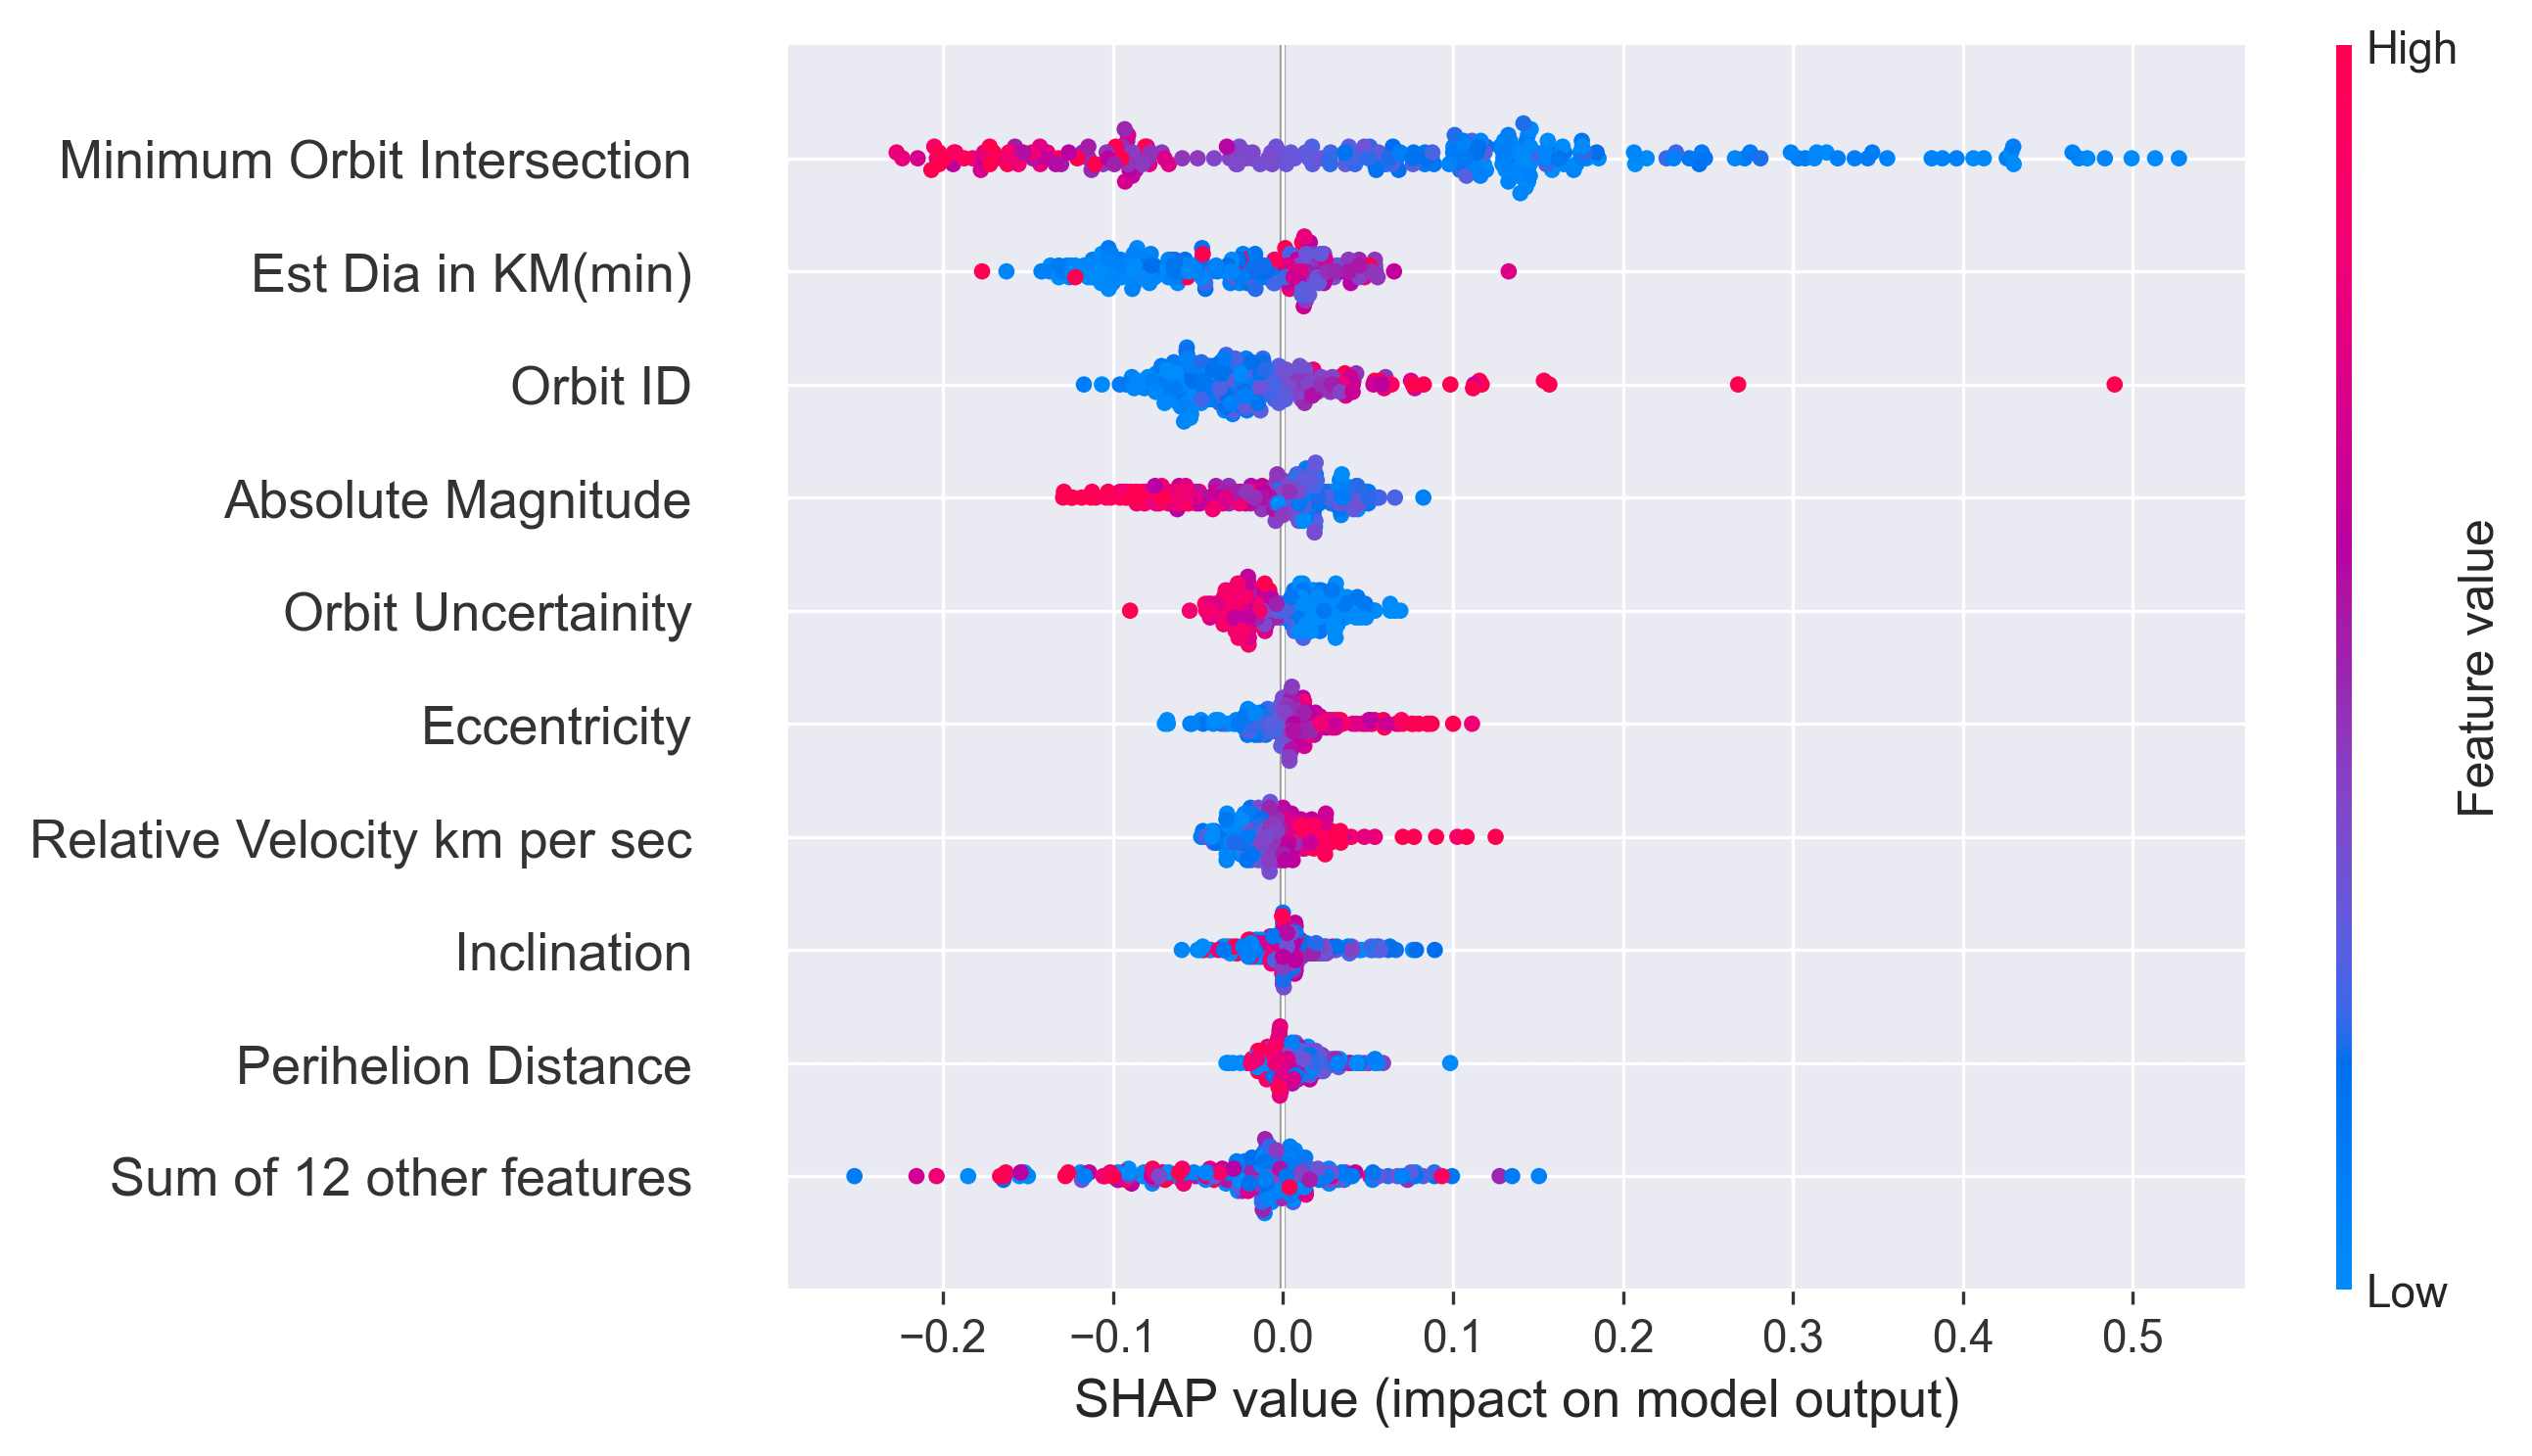 High
Minimum Orbit Intersection
Est Dia in KM(min)
Orbit ID
Absolute Magnitude
Orbit Uncertainity
Eccentricity
Relative Velocity km per sec
Inclination
Perihelion Distance
Sum of 12 other features
Feature value
Low
−0.2 −0.1 0.0 0.1 0.2 0.3 0.4 0.5
SHAP value (impact on model output)